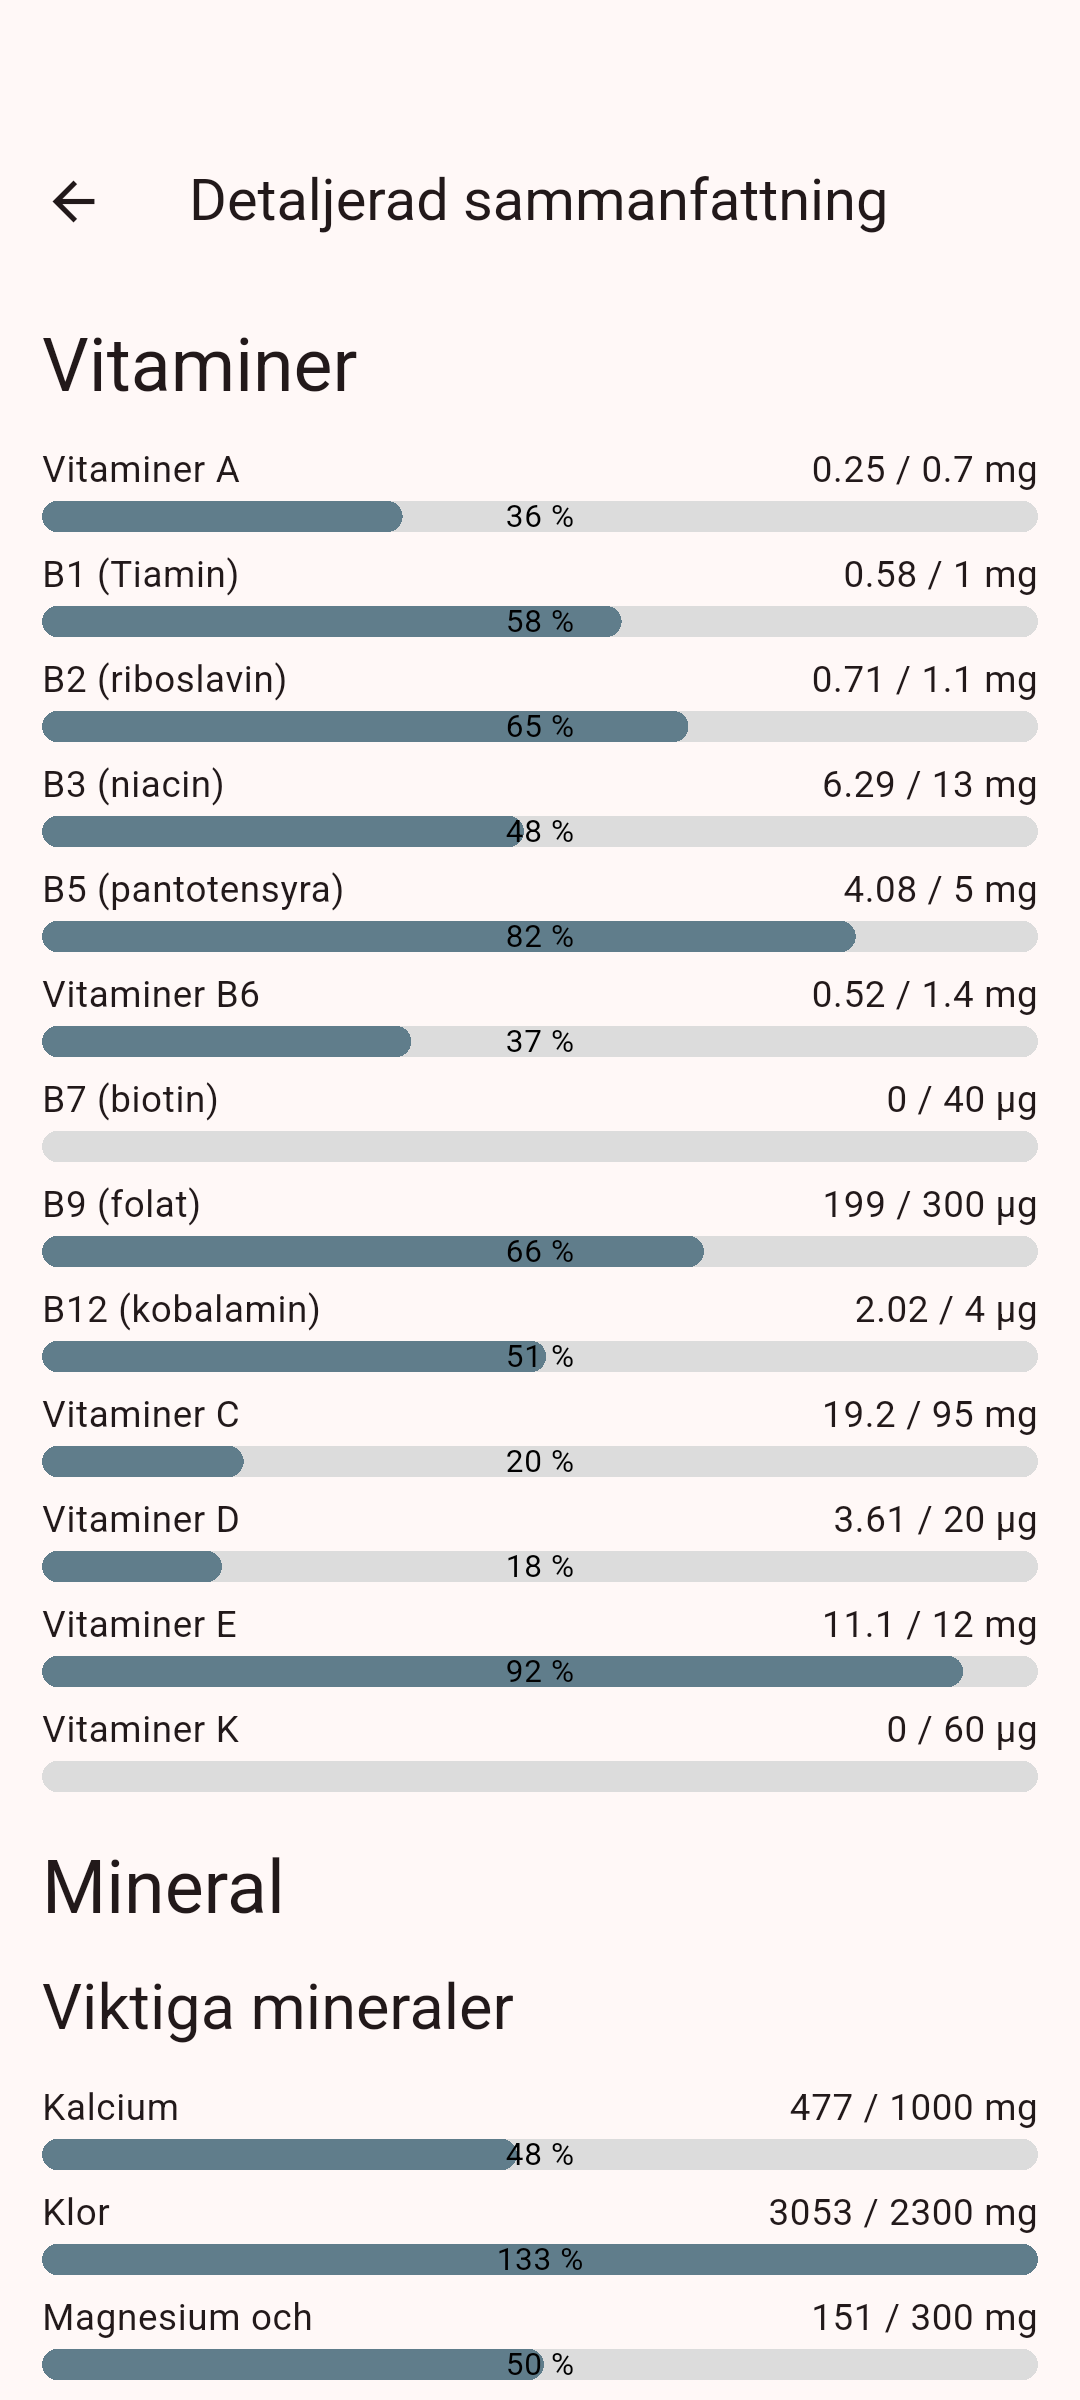 Detaljerad sammanfattning
Vitaminer
Vitaminer A 0.25 / 0.7 mg
36 %
B1 (Tiamin) 0.58 / 1 mg
58 %
B2 (riboslavin) 0.71 / 1.1 mg
65 %
B3 (niacin) 6.29 / 13 mg
48 %
B5 (pantotensyra) 4.08 / 5 mg
82 %
Vitaminer B6 0.52 / 1.4 mg
37 %
B7 (biotin) 0 / 40 µg
B9 (folat) 199 / 300 µg
66 %
B12 (kobalamin) 2.02 / 4 µg
51 %
Vitaminer C 19.2 / 95 mg
20 %
Vitaminer D 3.61 / 20 µg
18 %
Vitaminer E 11.1 / 12 mg
92 %
Vitaminer K 0 / 60 µg
Mineral
Viktiga mineraler
Kalcium 477 / 1000 mg
48 %
Klor 3053 / 2300 mg
133 %
Magnesium och 151 / 300 mg
50 %